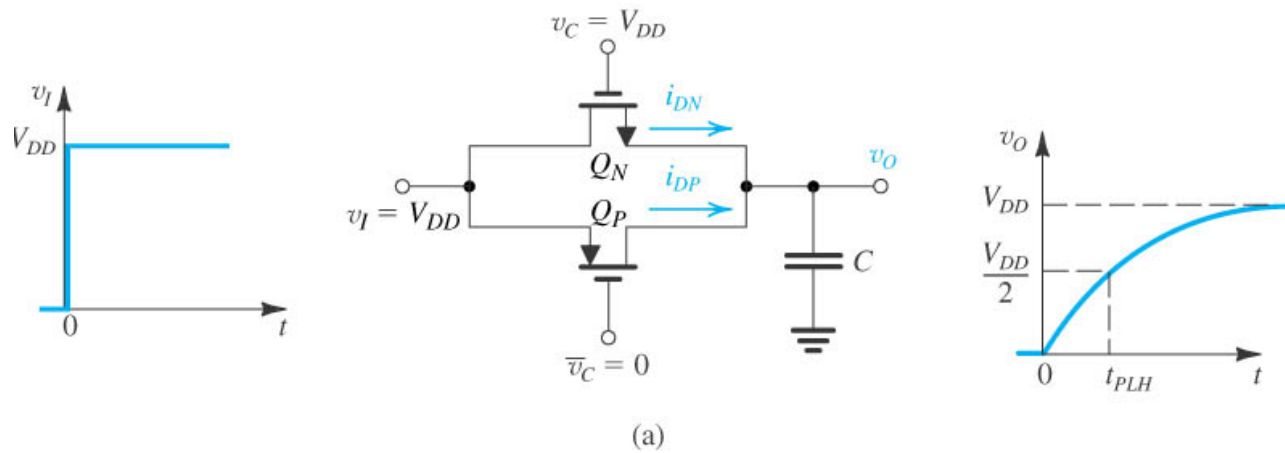 v_C = V_DD
v_I
V_DD
0
t
i_DN
Q_N
v_O
i_DP
v_I = V_DD
Q_P
C
v̅_C = 0
v_O
V_DD
V_DD/2
0
t_PLH
t
(a)